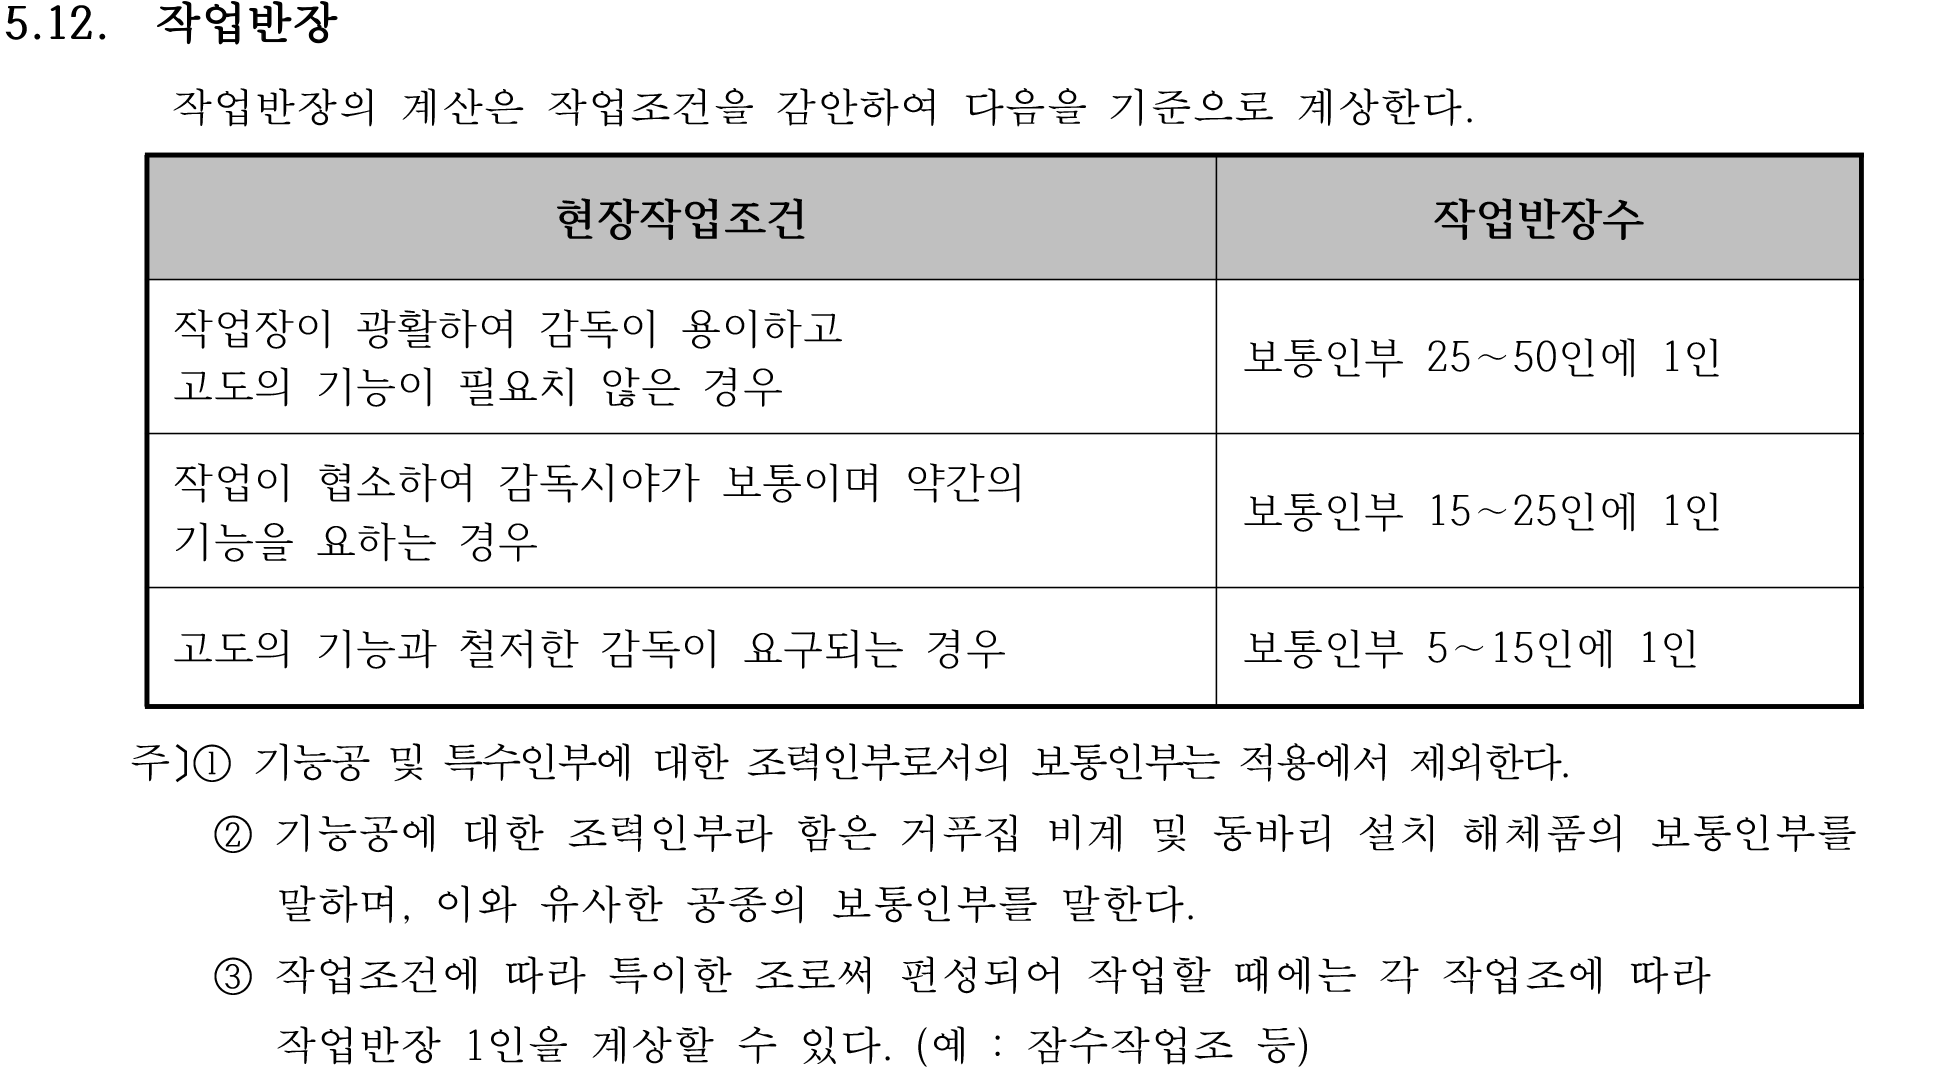 5.12. 작업반장
작업반장의 계산은 작업조건을 감안하여 다음을 기준으로 계상한다.
현장작업조건 작업반장수
작업장이 광활하여 감독이 용이하고
고도의 기능이 필요치 않은 경우
보통인부 25~50인에 1인
작업이 협소하여 감독시야가 보통이며 약간의
기능을 요하는 경우
보통인부 15~25인에 1인
고도의 기능과 철저한 감독이 요구되는 경우 보통인부 5~15인에 1인
주〕① 기능공 및 특수인부에 대한 조력인부로서의 보통인부는 적용에서 제외한다.
② 기능공에 대한 조력인부라 함은 거푸집 비계 및 동바리 설치 해체품의 보통인부를
말하며, 이와 유사한 공종의 보통인부를 말한다.
③ 작업조건에 따라 특이한 조로써 편성되어 작업할 때에는 각 작업조에 따라
작업반장 1인을 계상할 수 있다. (예 : 잠수작업조 등)